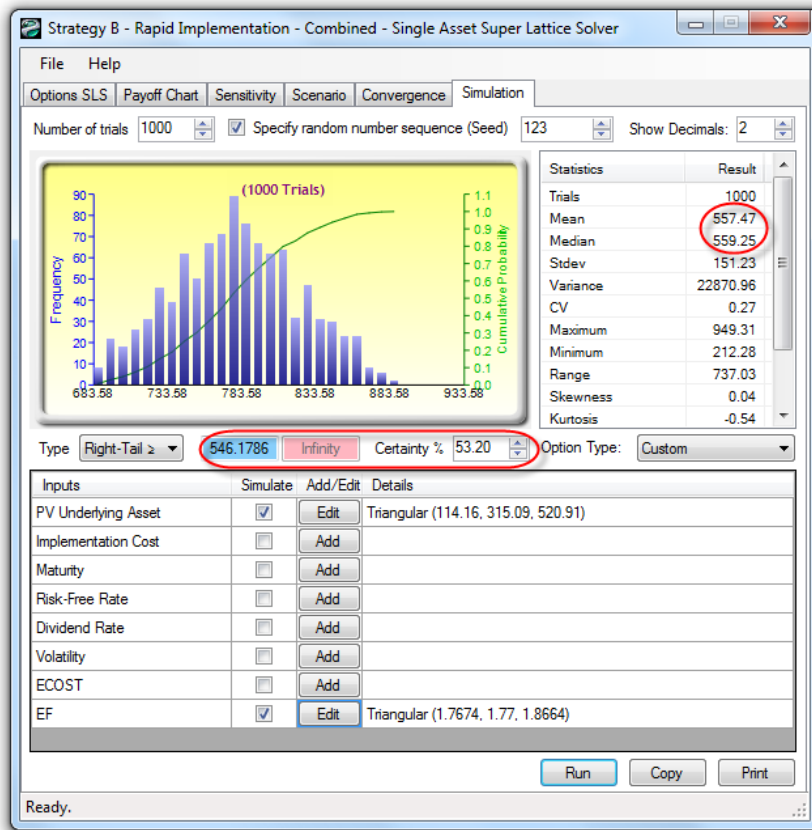 Strategy B - Rapid Implementation - Combined - Single Asset Super Lattice Solver
File Help
Options SLS Payoff Chart Sensitivity Scenario Convergence Simulation
Number of trials 1000 Specify random number sequence (Seed) 123 Show Decimals: 2
(1000 Trials)
Frequency
90
80
70
60
50
40
30
20
10
0
683.58 733.58 783.58 833.58 883.58 933.58
1.1
1.0
0.9
0.8
0.7
0.6
0.5
0.4
0.3
0.2
0.1
0.0
Cumulative Probability
Statistics Result
Trials 1000
Mean 557.47
Median 559.25
Stdev 151.23
Variance 22870.96
CV 0.27
Maximum 949.31
Minimum 212.28
Range 737.03
Skewness 0.04
Kurtosis -0.54
Type Right-Tail ≥ 546.1786 Infinity Certainty % 53.20 Option Type: Custom
Inputs Simulate Add/Edit Details
PV Underlying Asset Edit Triangular (114.16, 315.09, 520.91)
Implementation Cost Add
Maturity Add
Risk-Free Rate Add
Dividend Rate Add
Volatility Add
ECOST Add
EF Edit Triangular (1.7674, 1.77, 1.8664)
Run Copy Print
Ready.